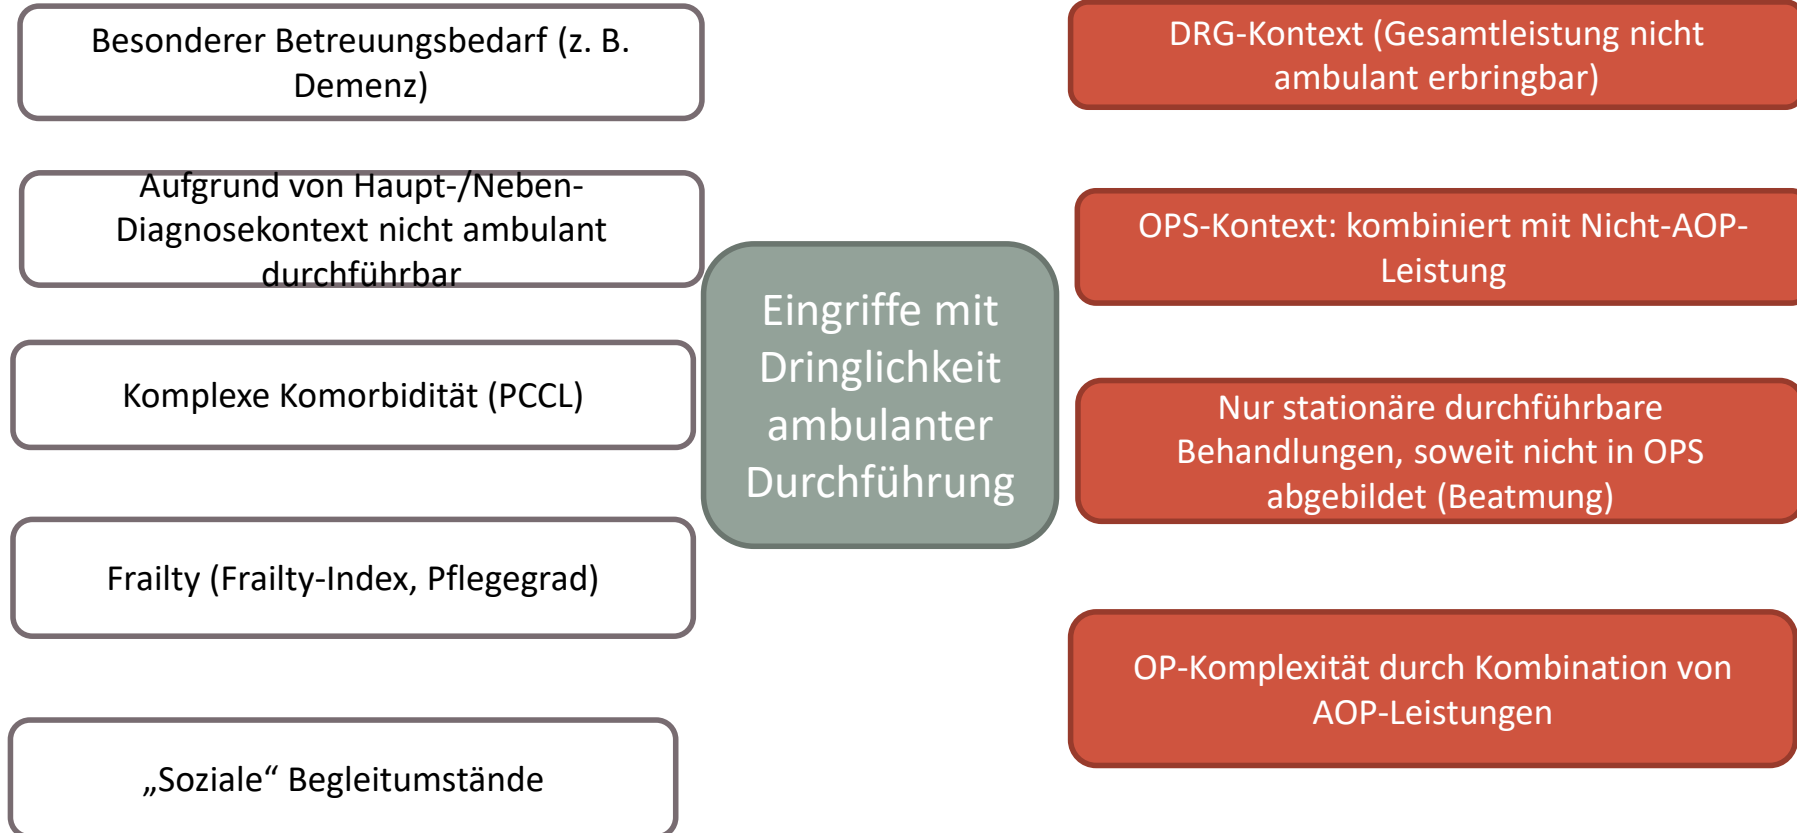 Besonderer Betreuungsbedarf (z. B.
Demenz)
Aufgrund von Haupt-/Neben-
Diagnosekontext nicht ambulant
durchführbar
Komplexe Komorbidität (PCCL)
Frailty (Frailty-Index, Pflegegrad)
„Soziale“ Begleitumstände
Eingriffe mit
Dringlichkeit
ambulanter
Durchführung
DRG-Kontext (Gesamtleistung nicht
ambulant erbringbar)
OPS-Kontext: kombiniert mit Nicht-AOP-
Leistung
Nur stationäre durchführbare
Behandlungen, soweit nicht in OPS
abgebildet (Beatmung)
OP-Komplexität durch Kombination von
AOP-Leistungen